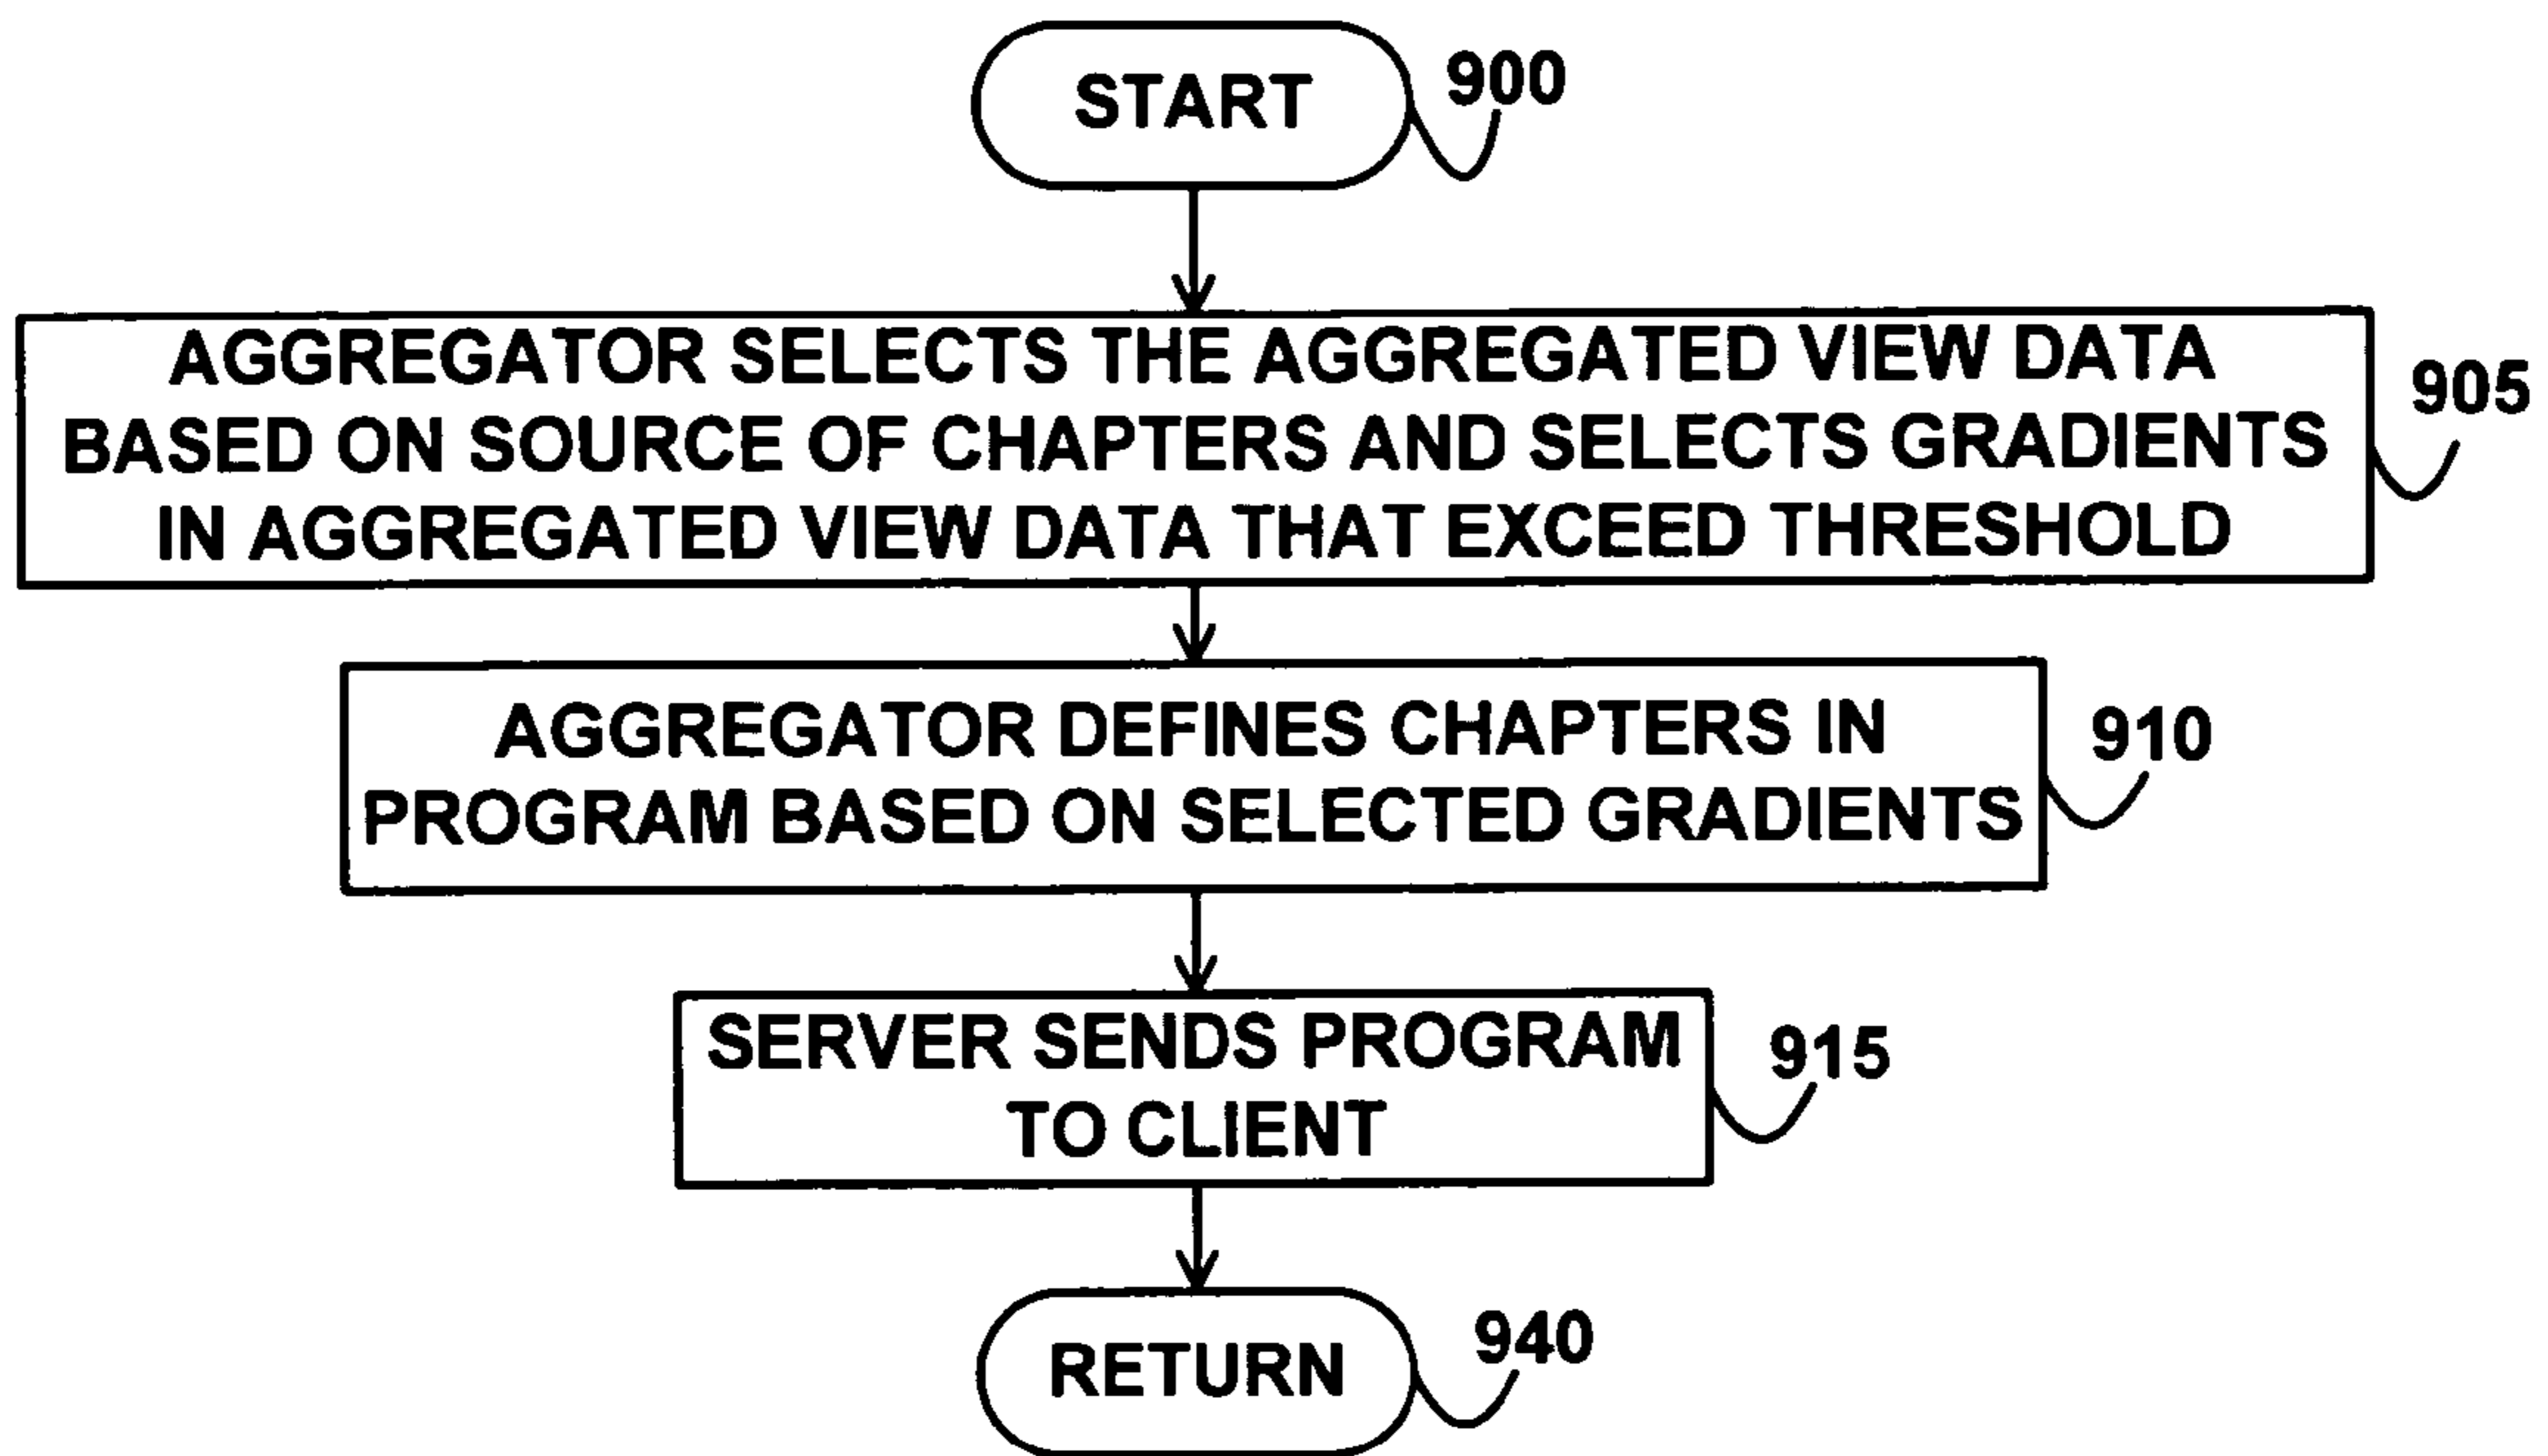 START
900
AGGREGATOR SELECTS THE AGGREGATED VIEW DATA
BASED ON SOURCE OF CHAPTERS AND SELECTS GRADIENTS
IN AGGREGATED VIEW DATA THAT EXCEED THRESHOLD
905
AGGREGATOR DEFINES CHAPTERS IN
PROGRAM BASED ON SELECTED GRADIENTS
910
SERVER SENDS PROGRAM
TO CLIENT
915
RETURN
940